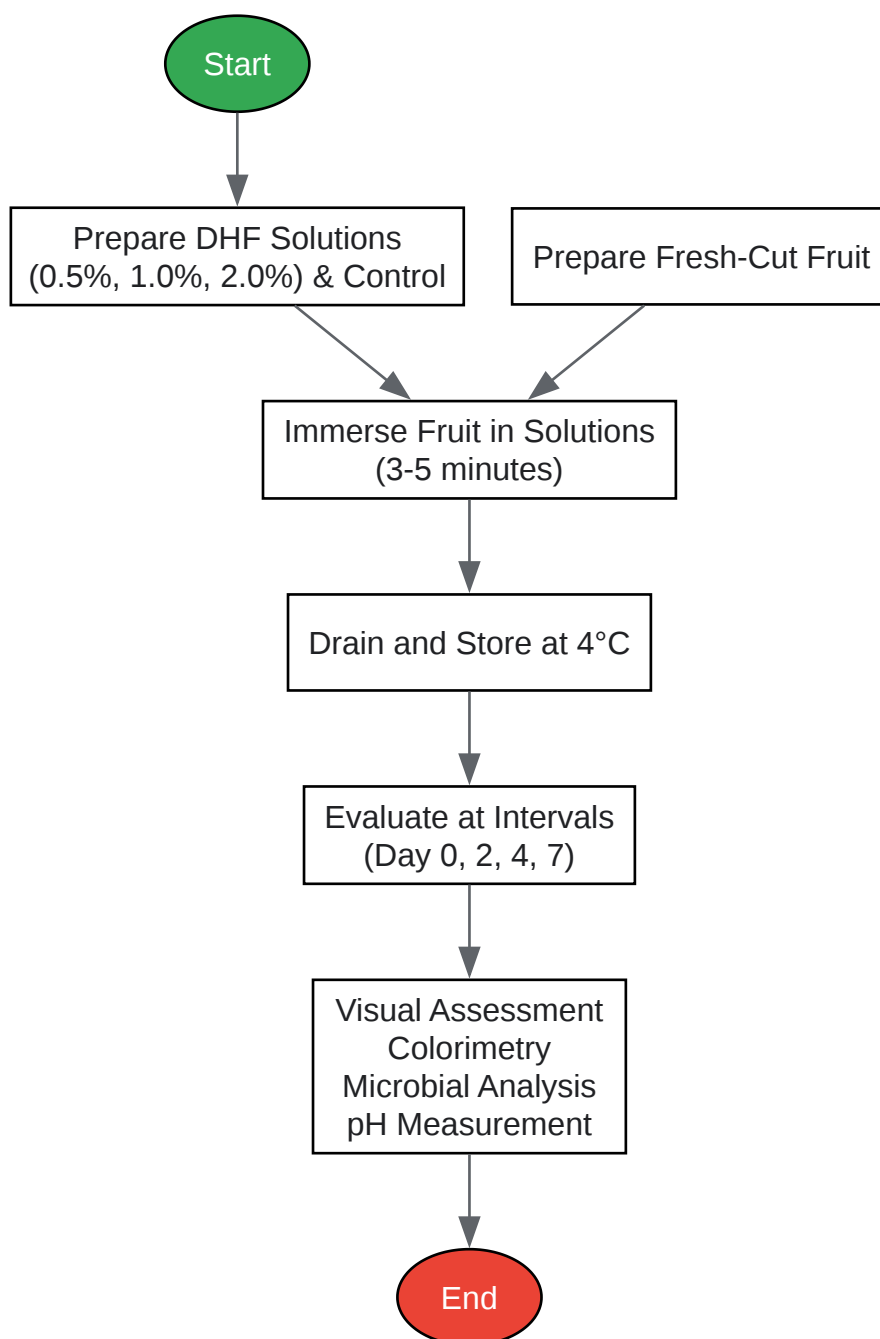 Start
Prepare DHF Solutions
(0.5%, 1.0%, 2.0%) & Control
Prepare Fresh-Cut Fruit
Immerse Fruit in Solutions
(3-5 minutes)
Drain and Store at 4°C
Evaluate at Intervals
(Day 0, 2, 4, 7)
Visual Assessment
Colorimetry
Microbial Analysis
pH Measurement
End